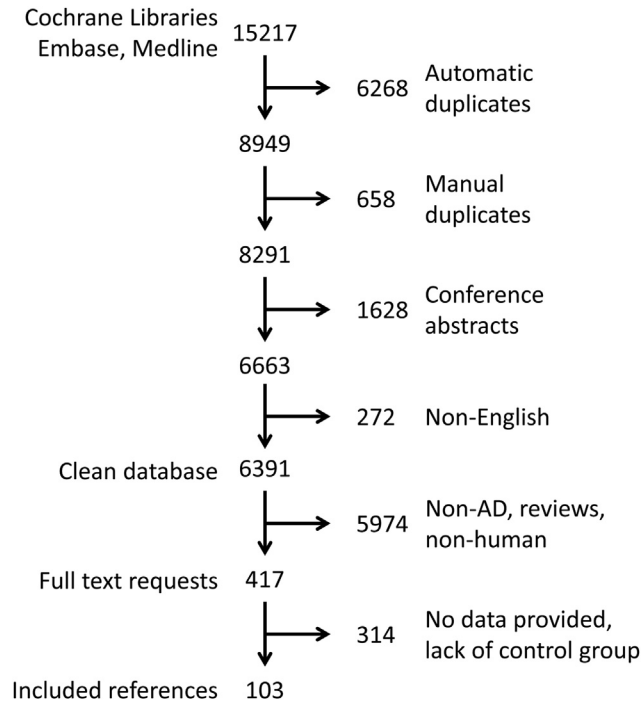 Cochrane Libraries
Embase, Medline
15217
6268
Automatic
duplicates
8949
658
Manual
duplicates
8291
1628
Conference
abstracts
6663
272
Non-English
Clean database
6391
5974
Non-AD, reviews,
non-human
Full text requests
417
314
No data provided,
lack of control group
Included references
103